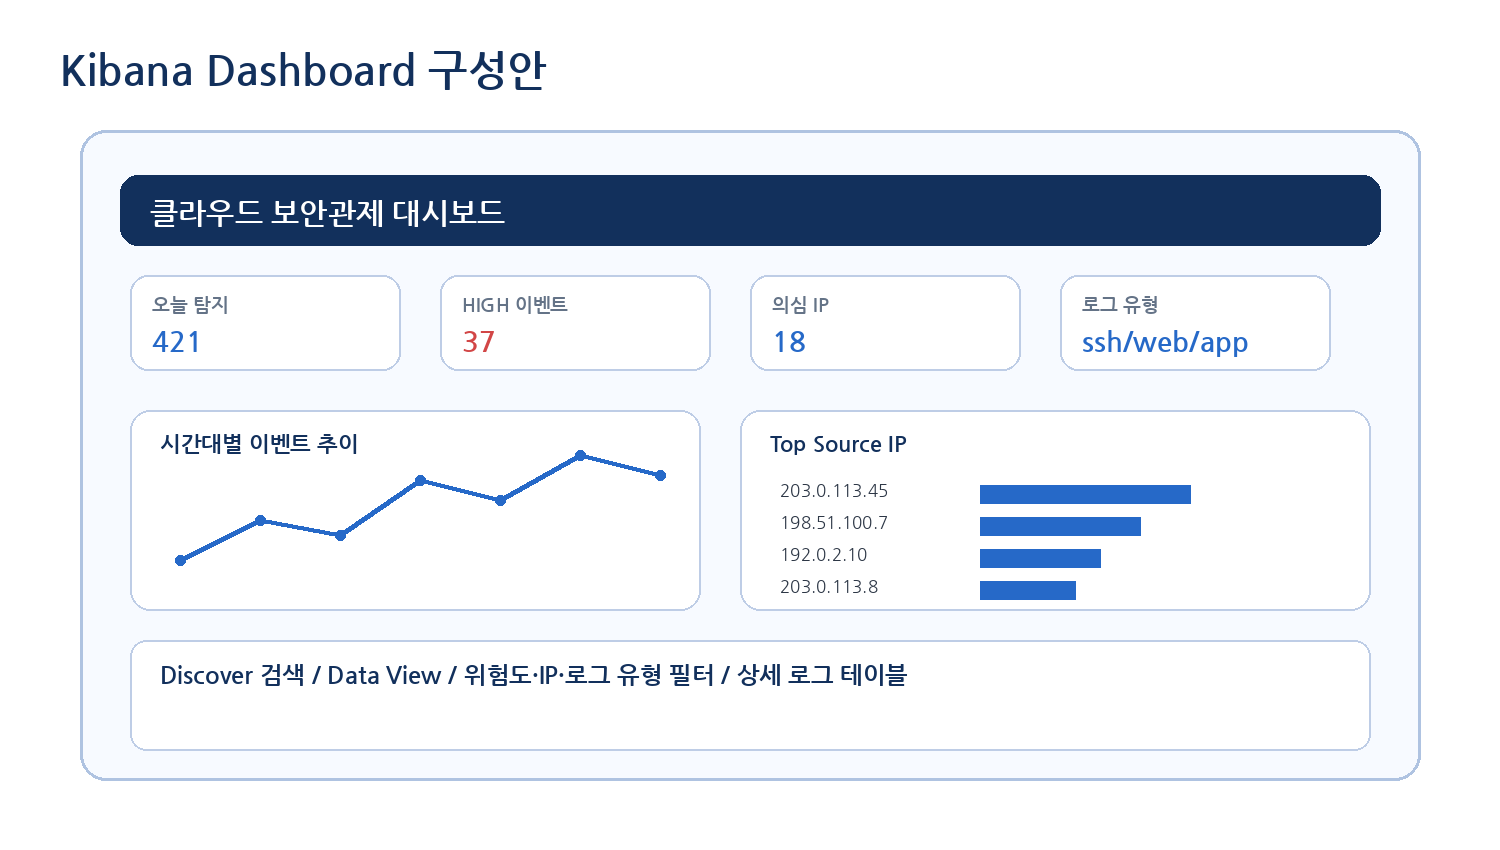 Kibana Dashboard 구성안
클라우드 보안관제 대시보드
오늘 탐지
421
HIGH 이벤트
37
의심 IP
18
로그 유형
ssh/web/app
시간대별 이벤트 추이
Top Source IP
203.0.113.45
198.51.100.7
192.0.2.10
203.0.113.8
Discover 검색 / Data View / 위험도·IP·로그 유형 필터 / 상세 로그 테이블